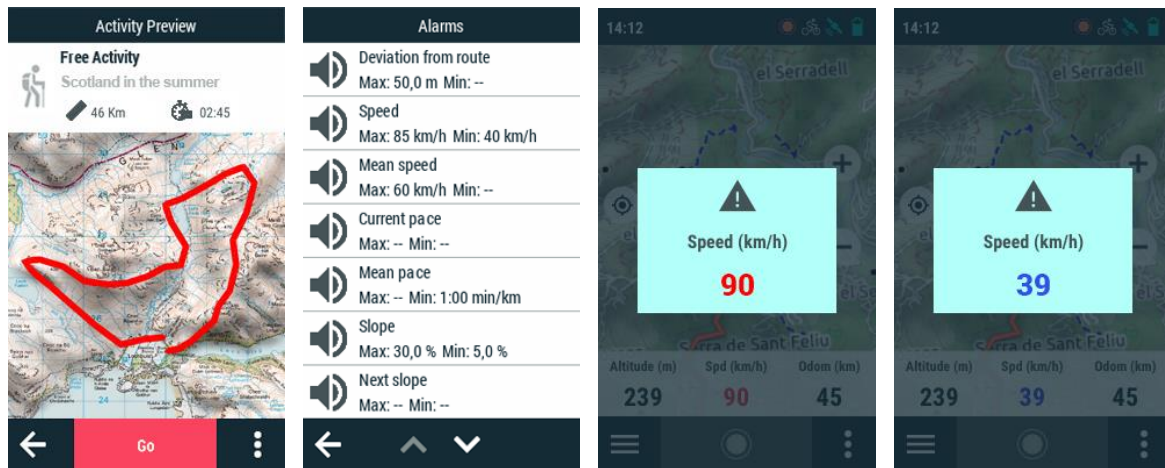 Activity Preview
Free Activity
Scotland in the summer
46 Km
02:45
G L E N
24
Go
Alarms
Deviation from route
Max: 50,0 m Min: --
Speed
Max: 85 km/h Min: 40 km/h
Mean speed
Max: 60 km/h Min: --
Current pace
Max: -- Min: --
Mean pace
Max: -- Min: 1:00 min/km
Slope
Max: 30,0 % Min: 5,0 %
Next slope
Max: -- Min: --
14:12
el Serradell
Speed (km/h)
90
Serra de Sant Feliu
Altitude (m) Spd (km/h) Odom (km)
239 90 45
14:12
el Serradell
Speed (km/h)
39
Serra de Sant Feliu
Altitude (m) Spd (km/h) Odom (km)
239 39 45